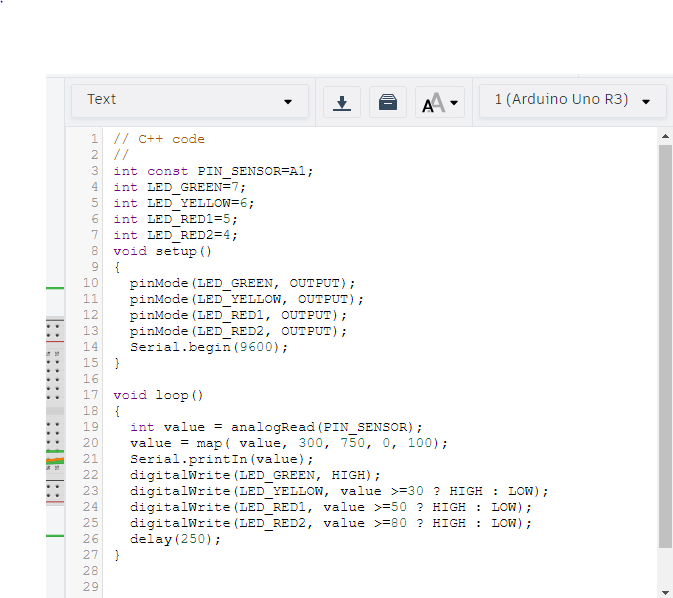 Text
1 (Arduino Uno R3)
1 // C++ code
2 //
3 int const PIN_SENSOR=A1;
4 int LED_GREEN=7;
5 int LED_YELLOW=6;
6 int LED_RED1=5;
7 int LED_RED2=4;
8 void setup()
9 {
10   pinMode(LED_GREEN, OUTPUT);
11   pinMode(LED_YELLOW, OUTPUT);
12   pinMode(LED_RED1, OUTPUT);
13   pinMode(LED_RED2, OUTPUT);
14   Serial.begin(9600);
15 }
16
17 void loop()
18 {
19   int value = analogRead(PIN_SENSOR);
20   value = map( value, 300, 750, 0, 100);
21   Serial.printIn(value);
22   digitalWrite(LED_GREEN, HIGH);
23   digitalWrite(LED_YELLOW, value >=30 ? HIGH : LOW);
24   digitalWrite(LED_RED1, value >=50 ? HIGH : LOW);
25   digitalWrite(LED_RED2, value >=80 ? HIGH : LOW);
26   delay(250);
27 }
28
29